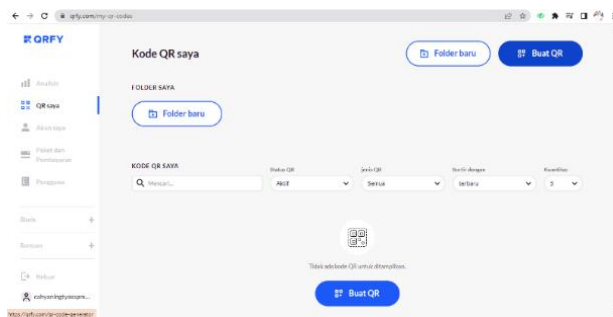 qrfy.com/my-qr-codes
QRFY
Kode QR saya
Folder baru
Buat QR
Analisis
FOLDER SAYA
QR saya
Folder baru
Akun saya
Paket dan
Pembayaran
KODE QR SAYA
Status QR
Jenis QR
Sortir dengan
Kuantitas
Pengguna
Mencari...
Aktif
Semua
terbaru
5
Bisnis
Bantuan
Tidak ada kode QR untuk ditampilkan.
Keluar
Buat QR
https://qrfy.com/qr-code-generator